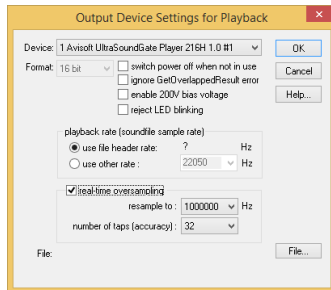 Output Device Settings for Playback
Device: 1 Avisoft UltraSoundGate Player 216H 1.0 #1 OK
Format: 16 bit switch power off when not in use Cancel
ignore GetOverlappedResult error
enable 200V bias voltage Help...
reject LED blinking
playback rate (soundfile sample rate)
use file header rate: ? Hz
use other rate : 22050 Hz
real-time oversampling
resample to : 1000000 Hz
number of taps (accuracy) : 32
File: File...